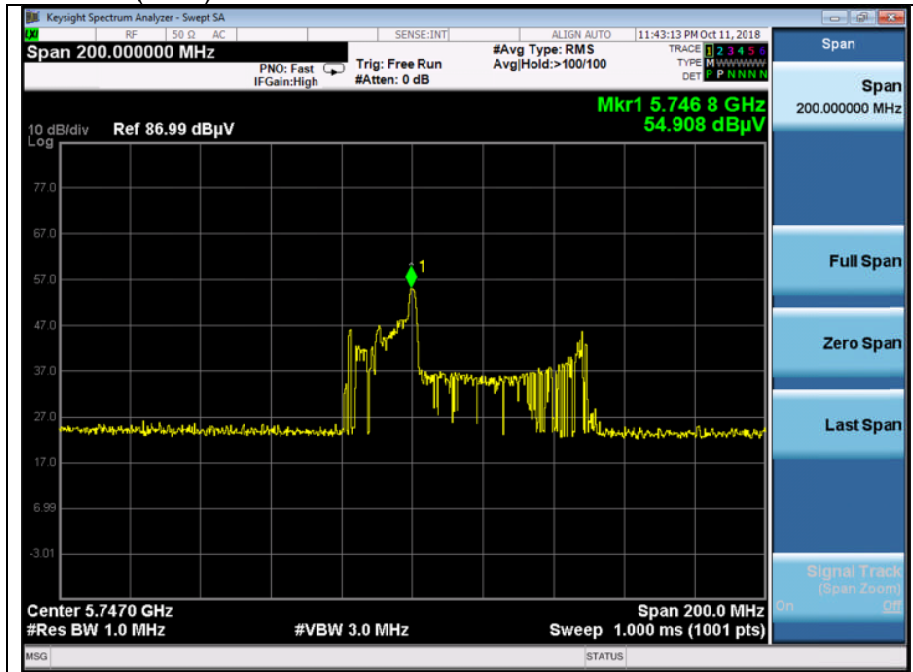 Keysight Spectrum Analyzer - Swept SA
RF 50 Ω AC SENSE:INT ALIGN AUTO 11:43:13 PM Oct 11, 2018
Span 200.000000 MHz
PNO: Fast
IFGain:High
Trig: Free Run
#Atten: 0 dB
#Avg Type: RMS
Avg|Hold:>100/100
TRACE 1 2 3 4 5 6
TYPE M W W W W W
DET P P N N N N
Mkr1 5.746 8 GHz
54.908 dBµV
10 dB/div Ref 86.99 dBµV
Log
77.0
67.0
57.0
47.0
37.0
27.0
17.0
6.99
-3.01
1
Center 5.7470 GHz Span 200.0 MHz
#Res BW 1.0 MHz #VBW 3.0 MHz Sweep 1.000 ms (1001 pts)
MSG STATUS
Span
Span
200.000000 MHz
Full Span
Zero Span
Last Span
Signal Track
(Span Zoom)
On Off